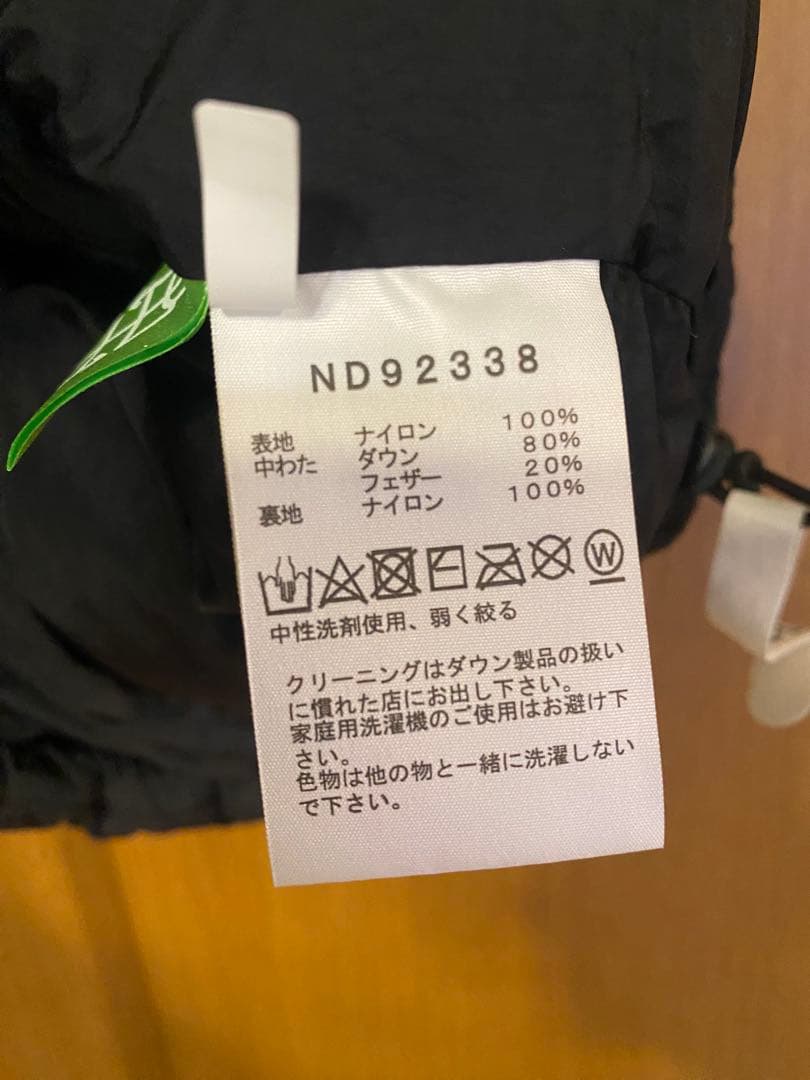 ND92338
表地 ナイロン 100%
中わた ダウン 80%
フェザー 20%
裏地 ナイロン 100%
W
中性洗剤使用、弱く絞る
クリーニングはダウン製品の扱い
に慣れた店にお出し下さい。
家庭用洗濯機のご使用はお避け下
さい。
色物は他の物と一緒に洗濯しない
で下さい。